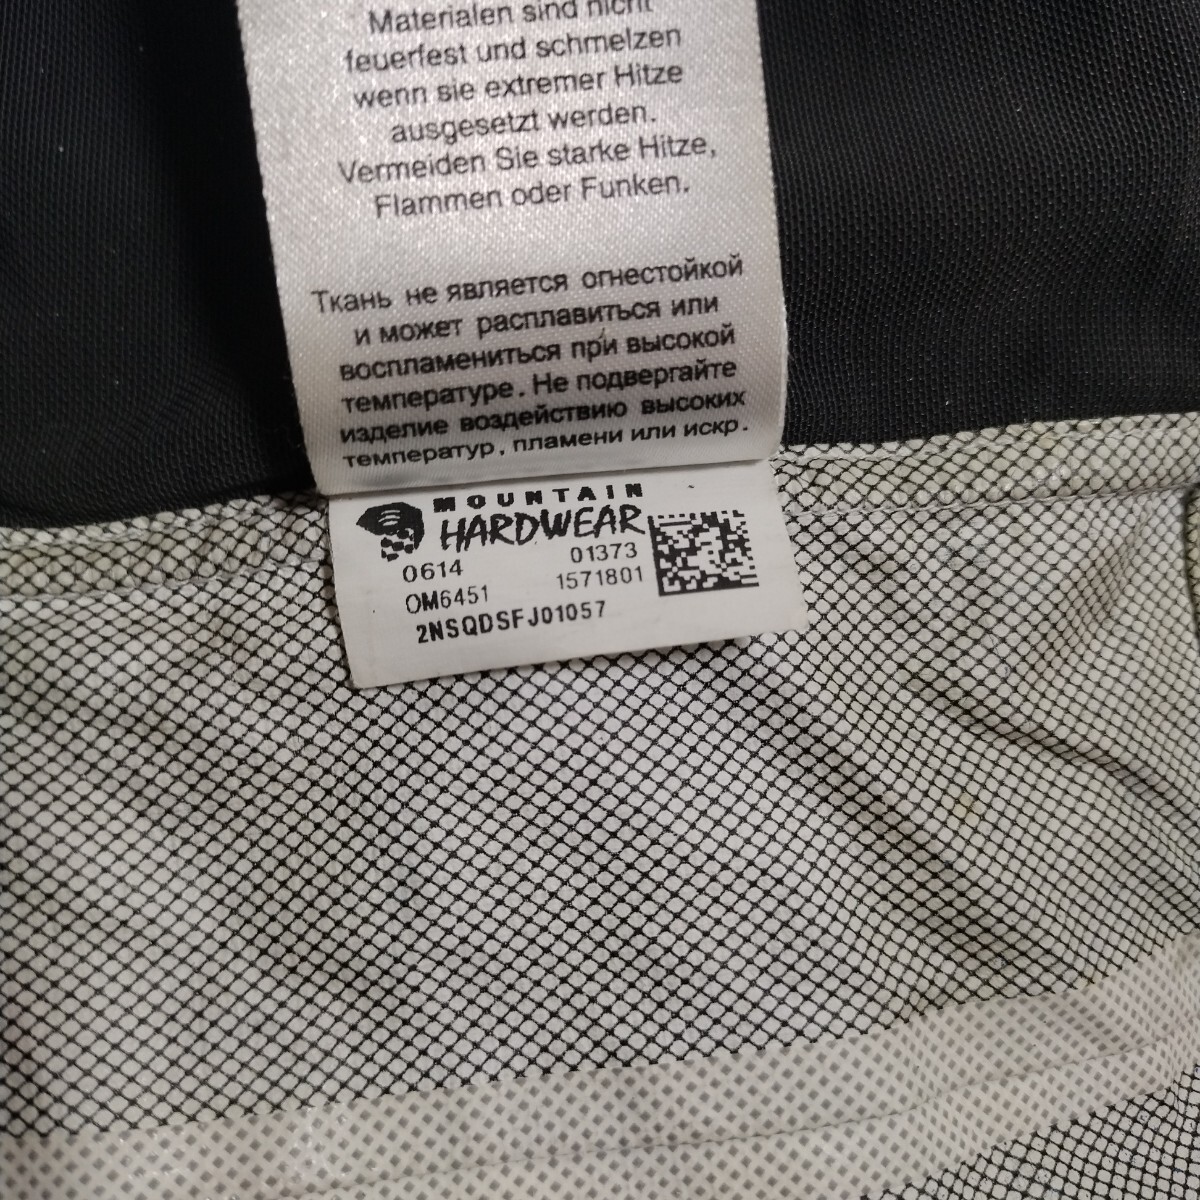 Materialen sind nicht
feuerfest und schmelzen
wenn sie extremer Hitze
ausgesetzt werden.
Vermeiden Sie starke Hitze,
Flammen oder Funken.
Ткань не является огнестойкой
и может расплавиться или
воспламениться при высокой
температуре. Не подвергайте
изделие воздействию высоких
температур, пламени или искр.
MOUNTAIN
HARDWEAR
0614 01373
OM6451 1571801
2NSQDSFJ01057